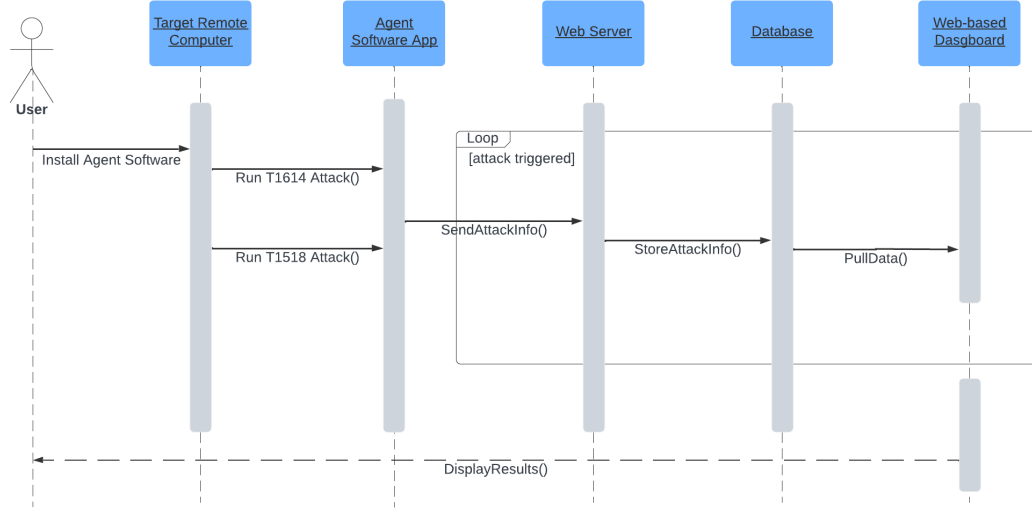 Target Remote
Computer
Agent
Software App
Web Server
Database
Web-based
Dasgboard
User
Loop
[attack triggered]
Install Agent Software
Run T1614 Attack()
SendAttackInfo()
StoreAttackInfo()
Run T1518 Attack()
PullData()
DisplayResults()